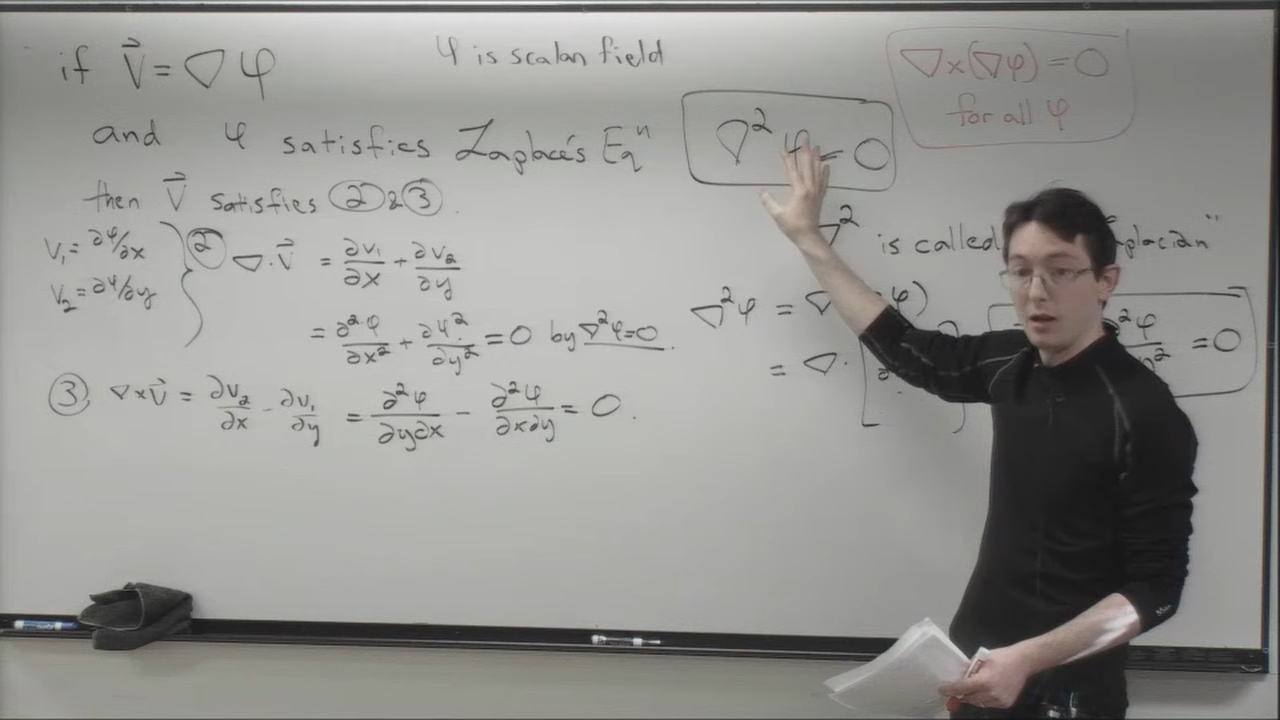 if V⃗ = ∇φ
φ is scalar field
∇×(∇φ) = 0
for all φ
and φ satisfies Laplace's Eqⁿ
∇²φ = 0
then V⃗ satisfies ② & ③.
∇² is called "Laplacian"
V₁ = ∂φ/∂x
V₂ = ∂φ/∂y
② ∇·V⃗ = ∂V₁/∂x + ∂V₂/∂y
= ∂²φ/∂x² + ∂φ²/∂y² = 0 by ∇²φ=0.
③ ∇×V⃗ = ∂V₂/∂x - ∂V₁/∂y = ∂²φ/∂y∂x - ∂²φ/∂x∂y = 0.
∇²φ = ∇ φ)
= ∇·
= 0